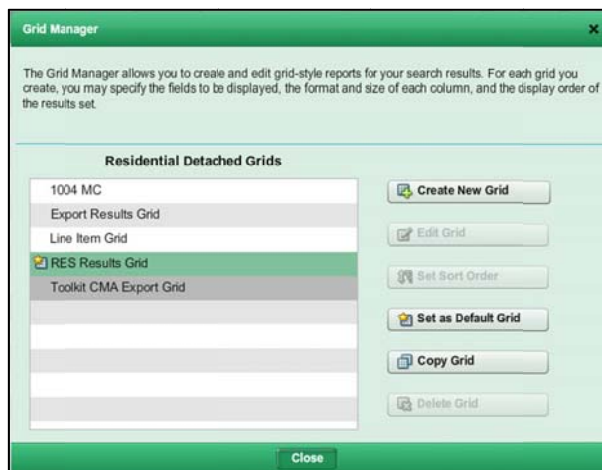 Grid Manager
The Grid Manager allows you to create and edit grid-style reports for your search results. For each grid you
create, you may specify the fields to be displayed, the format and size of each column, and the display order of
the results set.
Residential Detached Grids
1004 MC
Export Results Grid
Line Item Grid
RES Results Grid
Toolkit CMA Export Grid
Create New Grid
Edit Grid
Set Sort Order
Set as Default Grid
Copy Grid
Delete Grid
Close